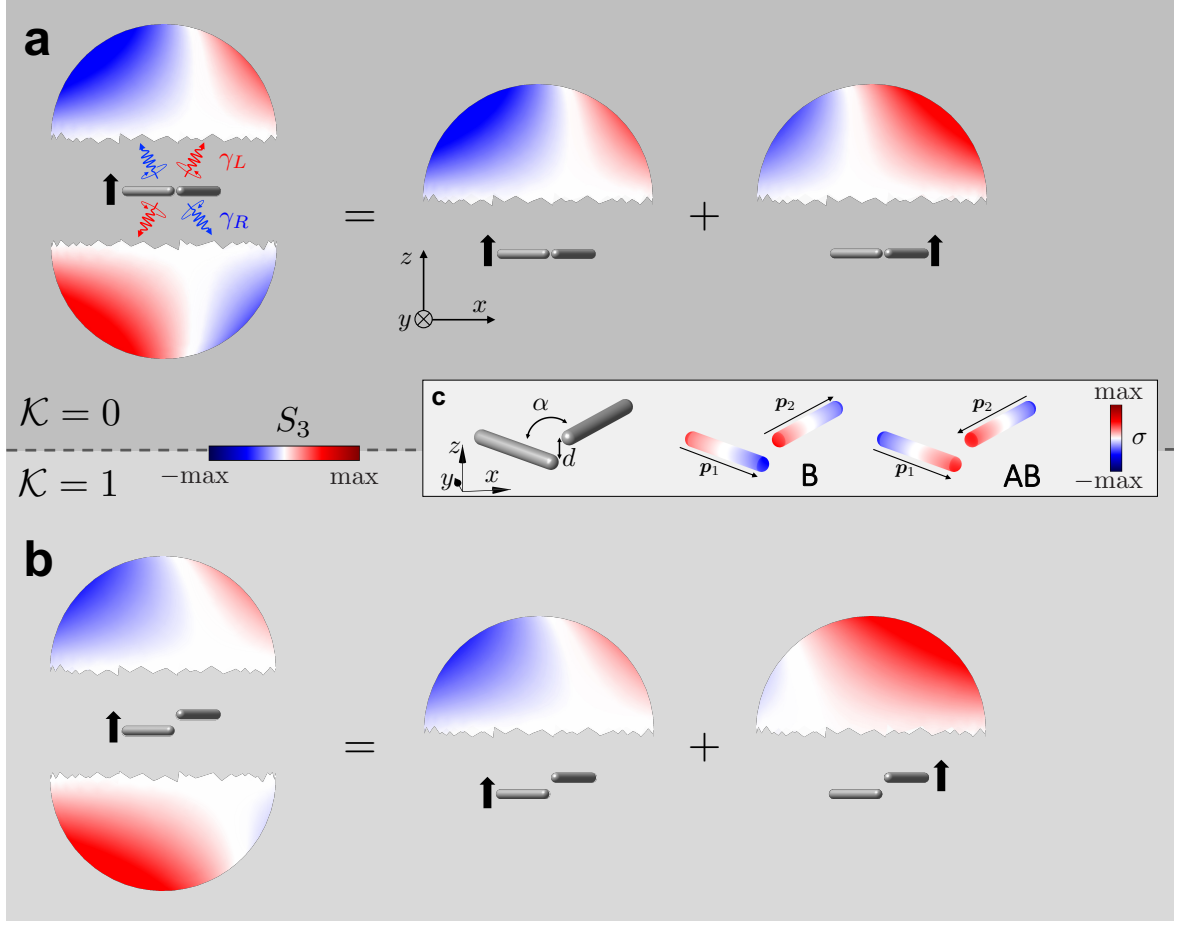 a
γL
γR
=
+
z
x
y
𝒦 = 0
S3
−max
max
𝒦 = 1
c
α
d
z
y
x
p1
p2
B
p1
p2
AB
max
σ
−max
b
=
+